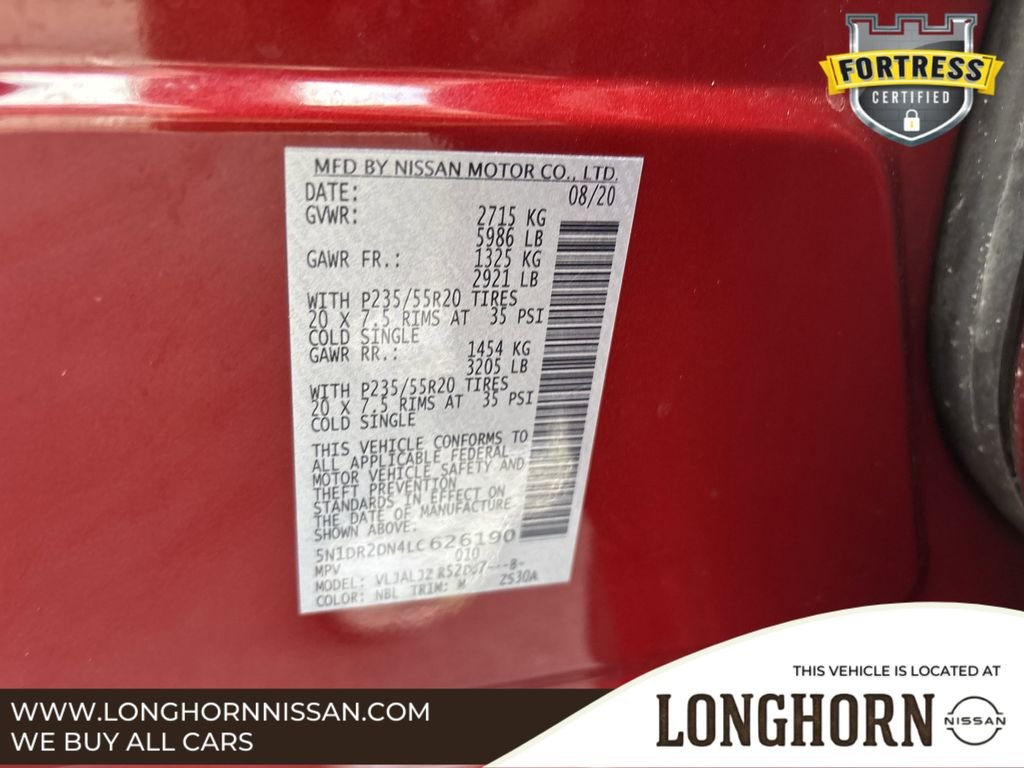 FORTRESS
CERTIFIED
MFD BY NISSAN MOTOR CO., LTD.
DATE: 08/20
GVWR: 2715 KG
5986 LB
GAWR FR.: 1325 KG
2921 LB
WITH P235/55R20 TIRES
20 X 7.5 RIMS AT 35 PSI
COLD SINGLE
GAWR RR.: 1454 KG
3205 LB
WITH P235/55R20 TIRES
20 X 7.5 RIMS AT 35 PSI
COLD SINGLE
THIS VEHICLE CONFORMS TO
ALL APPLICABLE FEDERAL
MOTOR VEHICLE SAFETY AND
THEFT PREVENTION
STANDARDS IN EFFECT ON
THE DATE OF MANUFACTURE
SHOWN ABOVE.
5N1DR2DN4LC626190
MPV 010
MODEL: -8-
COLOR: NBL TRIM: ZS30A
THIS VEHICLE IS LOCATED AT
LONGHORN NISSAN
WWW.LONGHORNNISSAN.COM
WE BUY ALL CARS